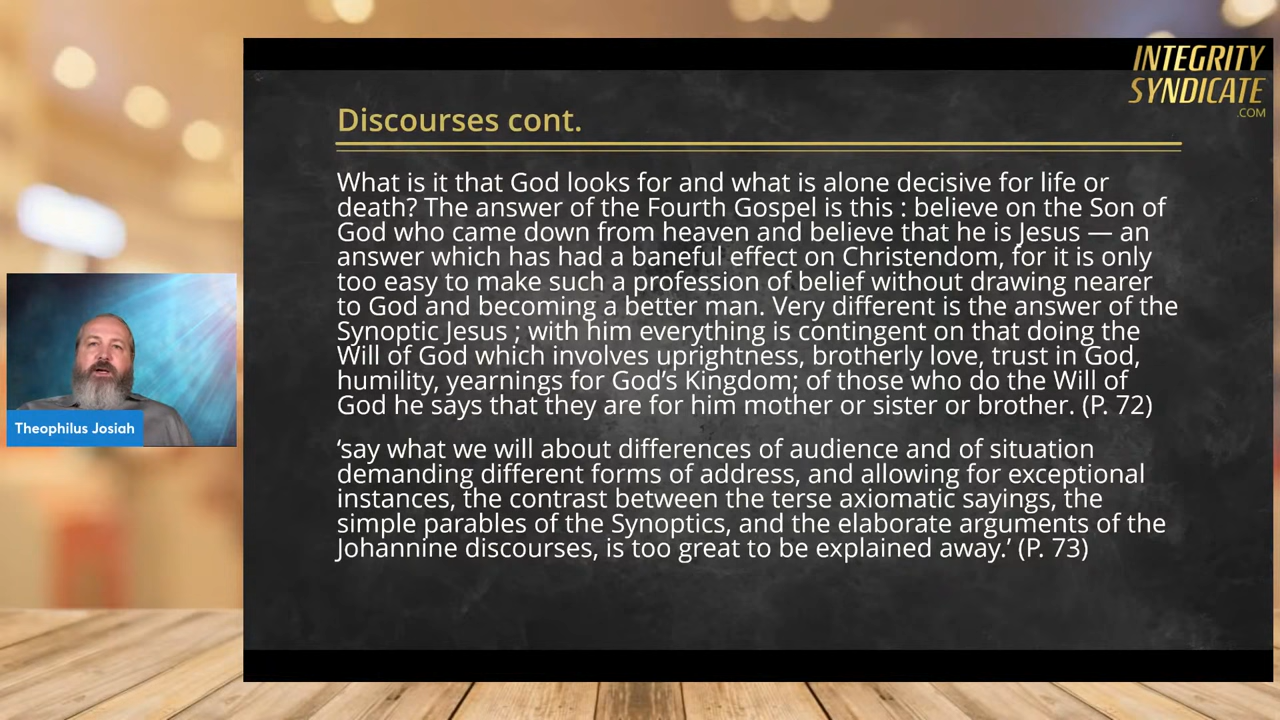 INTEGRITY
SYNDICATE
.COM
Discourses cont.
What is it that God looks for and what is alone decisive for life or
death? The answer of the Fourth Gospel is this : believe on the Son of
God who came down from heaven and believe that he is Jesus — an
answer which has had a baneful effect on Christendom, for it is only
too easy to make such a profession of belief without drawing nearer
to God and becoming a better man. Very different is the answer of the
Synoptic Jesus ; with him everything is contingent on that doing the
Will of God which involves uprightness, brotherly love, trust in God,
humility, yearnings for God’s Kingdom; of those who do the Will of
God he says that they are for him mother or sister or brother. (P. 72)
‘say what we will about differences of audience and of situation
demanding different forms of address, and allowing for exceptional
instances, the contrast between the terse axiomatic sayings, the
simple parables of the Synoptics, and the elaborate arguments of the
Johannine discourses, is too great to be explained away.’ (P. 73)
Theophilus Josiah